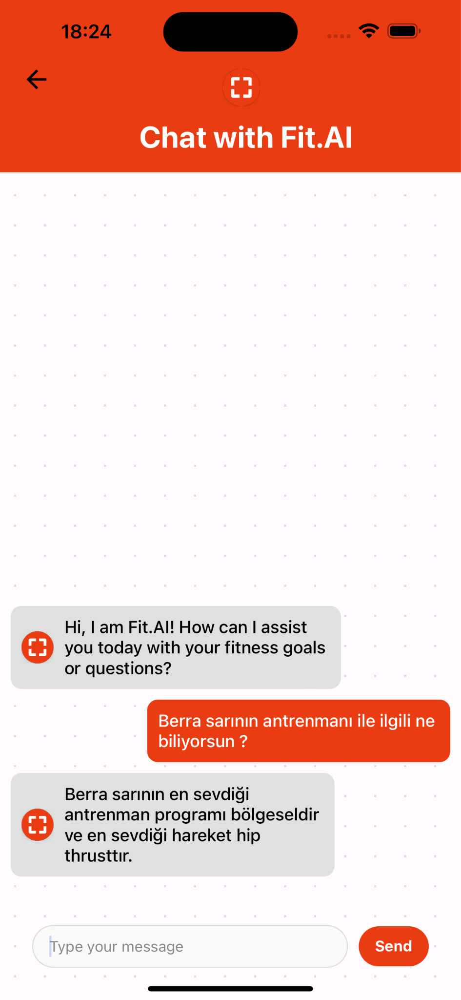 18:24
Chat with Fit.AI
Hi, I am Fit.AI! How can I assist
you today with your fitness goals
or questions?
Berra sarının antrenmanı ile ilgili ne
biliyorsun ?
Berra sarının en sevdiği
antrenman programı bölgeseldir
ve en sevdiği hareket hip
thrusttır.
Type your message
Send